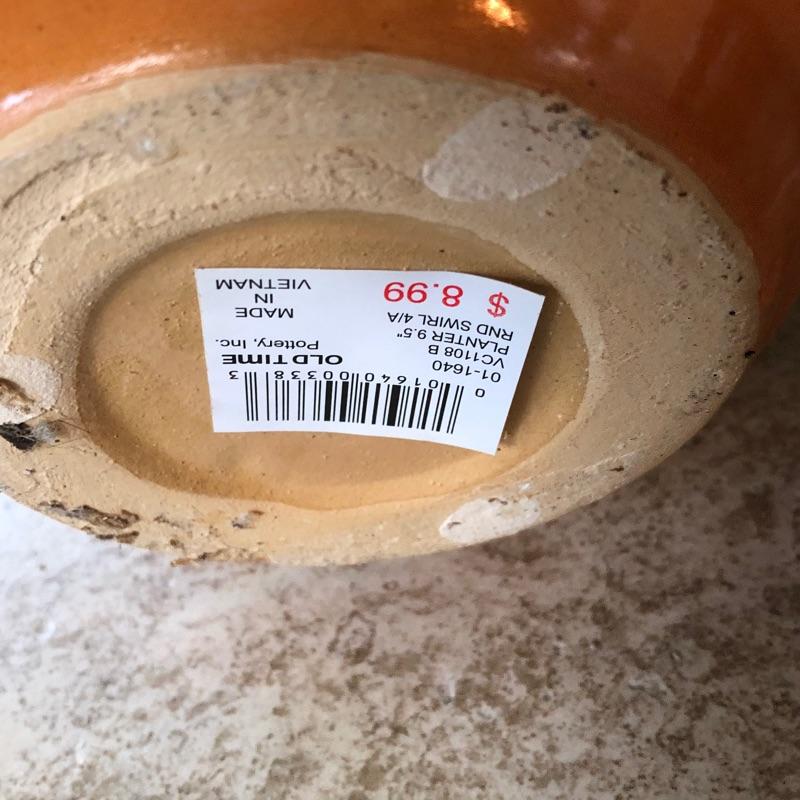 0 01640 00338 3
01-1640
VC1108 B
PLANTER 9.5"
RND SWIRL 4/A
$ 8.99
OLD TIME
Pottery, Inc.
MADE
IN
VIETNAM